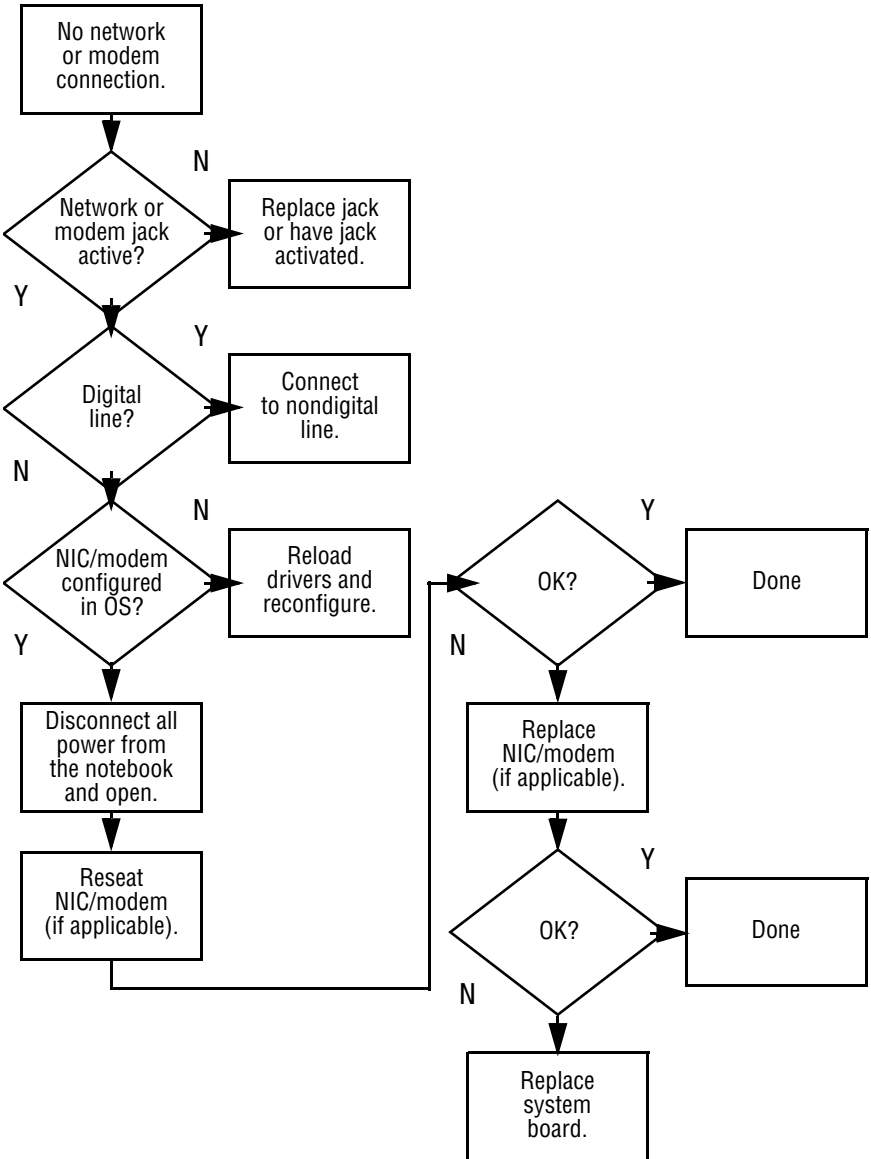 No network
or modem
connection.
N
Network or
modem jack
active?
Replace jack
or have jack
activated.
Y
Y
Digital
line?
Connect
to nondigital
line.
N
N
NIC/modem
configured
in OS?
Reload
drivers and
reconfigure.
Y
Disconnect all
power from
the notebook
and open.
Reseat
NIC/modem
(if applicable).
Y
OK?
Done
N
Replace
NIC/modem
(if applicable).
Y
OK?
Done
N
Replace
system
board.